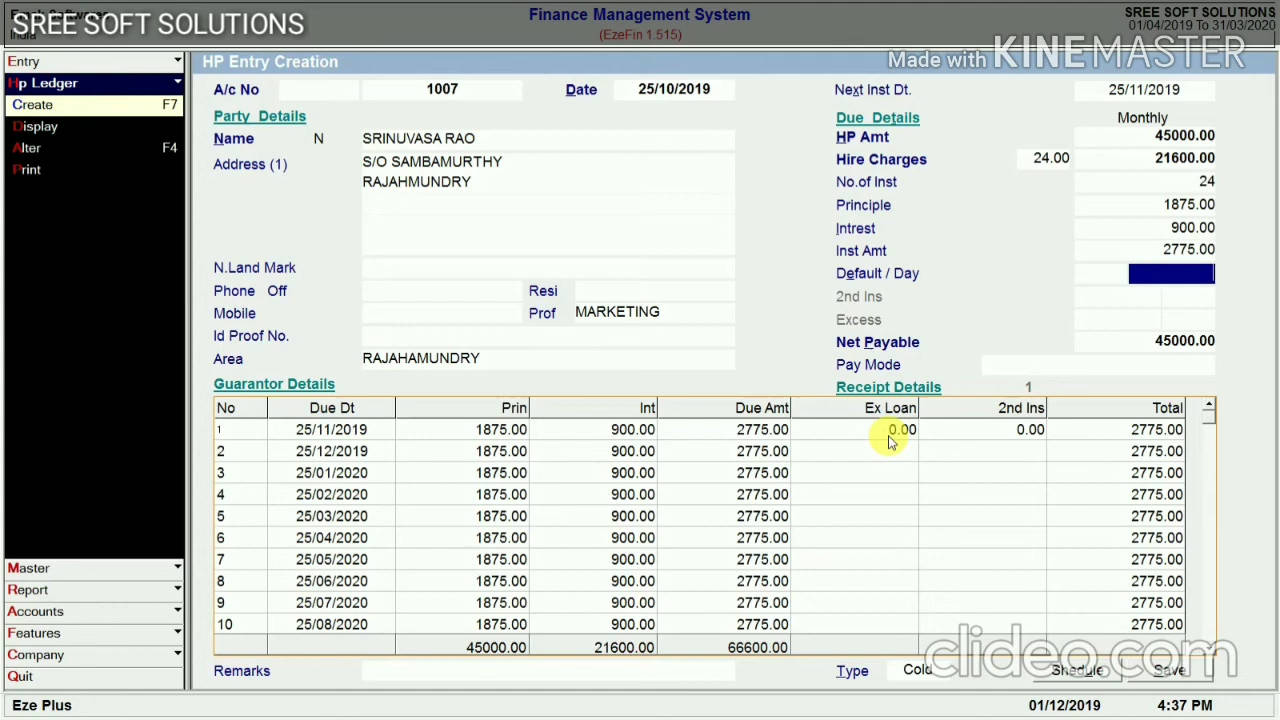 SREE SOFT SOLUTIONS
India
Finance Management System
(EzeFin 1.515)
SREE SOFT SOLUTIONS
01/04/2019 To 31/03/2020
Made with KINEMASTER
Entry
Hp Ledger
Create F7
Display
Alter F4
Print
Master
Report
Accounts
Features
Company
Quit
HP Entry Creation
A/c No 1007 Date 25/10/2019
Party Details
Name N SRINUVASA RAO
Address (1) S/O SAMBAMURTHY
RAJAHMUNDRY
N.Land Mark
Phone Off Resi
Mobile Prof MARKETING
Id Proof No.
Area RAJAHAMUNDRY
Guarantor Details
Next Inst Dt. 25/11/2019
Due Details Monthly
HP Amt 45000.00
Hire Charges 24.00 21600.00
No.of Inst 24
Principle 1875.00
Intrest 900.00
Inst Amt 2775.00
Default / Day
2nd Ins
Excess
Net Payable 45000.00
Pay Mode
Receipt Details 1
No Due Dt Prin Int Due Amt Ex Loan 2nd Ins Total
1 25/11/2019 1875.00 900.00 2775.00 0.00 0.00 2775.00
2 25/12/2019 1875.00 900.00 2775.00 2775.00
3 25/01/2020 1875.00 900.00 2775.00 2775.00
4 25/02/2020 1875.00 900.00 2775.00 2775.00
5 25/03/2020 1875.00 900.00 2775.00 2775.00
6 25/04/2020 1875.00 900.00 2775.00 2775.00
7 25/05/2020 1875.00 900.00 2775.00 2775.00
8 25/06/2020 1875.00 900.00 2775.00 2775.00
9 25/07/2020 1875.00 900.00 2775.00 2775.00
10 25/08/2020 1875.00 900.00 2775.00 2775.00
45000.00 21600.00 66600.00
clideo.com
Remarks Type Cold Shedule Save
Eze Plus 01/12/2019 4:37 PM